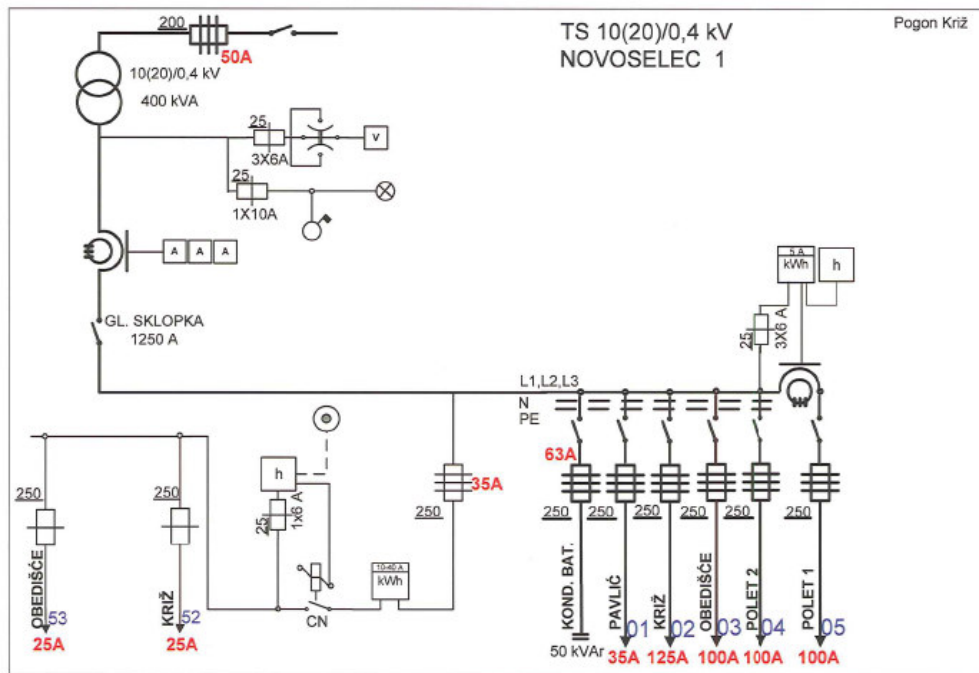 TS 10(20)/0,4 kV
NOVOSELEC 1
Pogon Križ
200
50A
10(20)/0,4 kV
400 kVA
25
3X6A
V
25
1X10A
A A A
GL. SKLOPKA
1250 A
5 A
kWh
h
25
3X6 A
L1,L2,L3
N
PE
63A
35A
h
25
1x6 A
10-40 A
kWh
CN
250
250
250
250 250 250 250 250 250
OBEDIŠĆE
53
25A
KRIŽ
52
25A
KOND. BAT.
50 kVAr
PAVLIĆ
01
35A
KRIŽ
02
125A
OBEDIŠĆE
03
100A
POLET 2
04
100A
POLET 1
05
100A